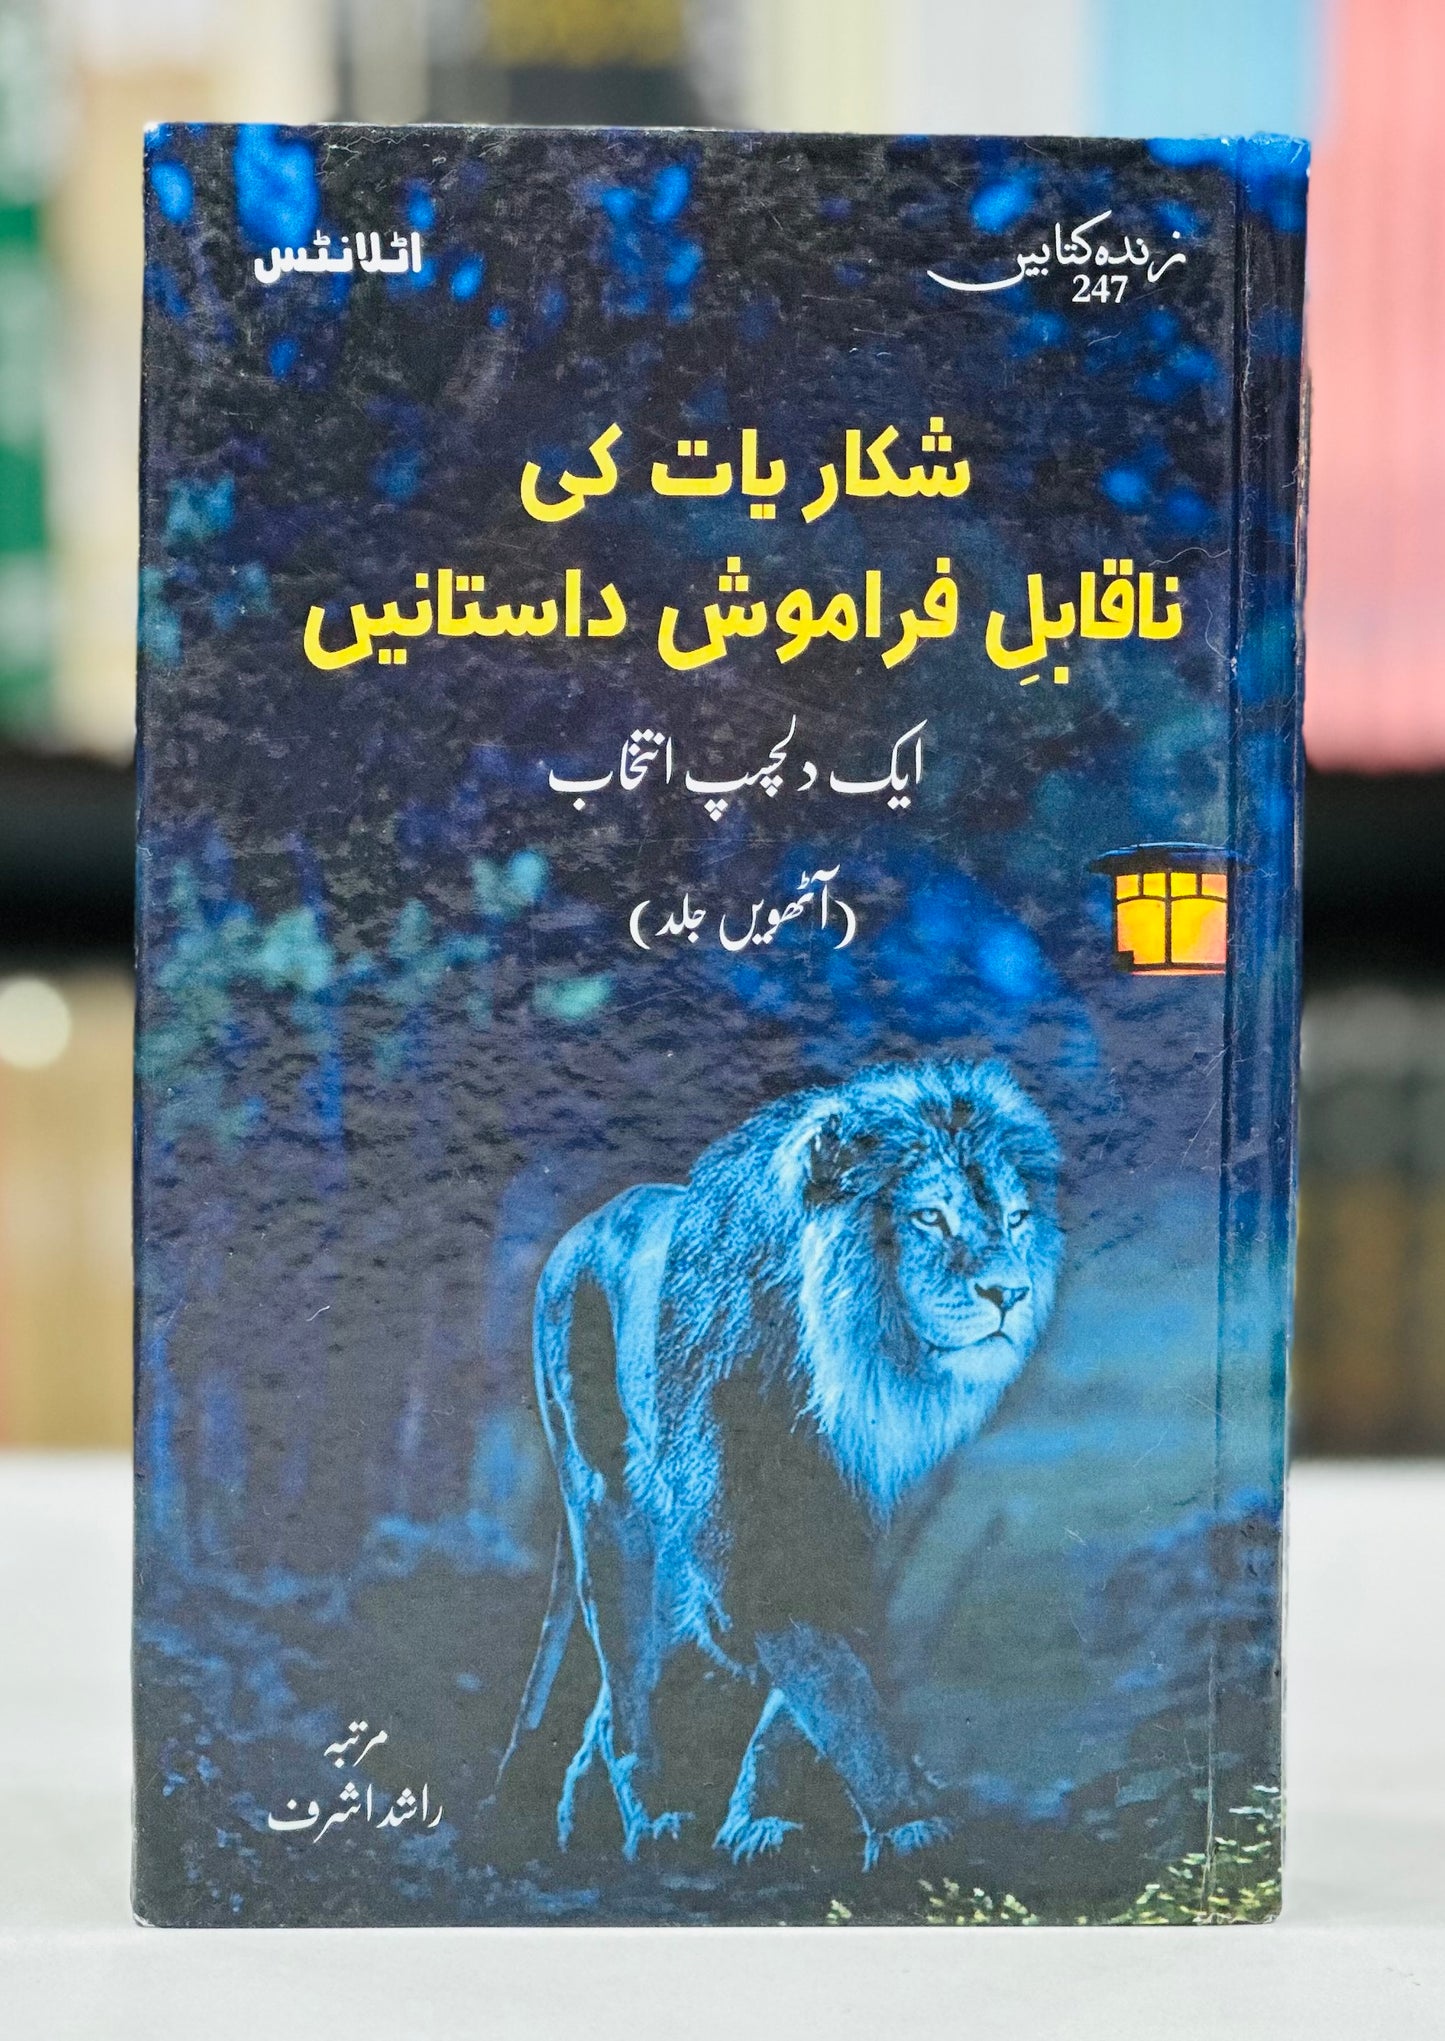 زندہ کتابیں
247
اٹلانٹس
شکاریات کی
ناقابلِ فراموش داستانیں
ایک دلچسپ انتخاب
(آٹھویں جلد)
مرتبہ
راشد اشرف